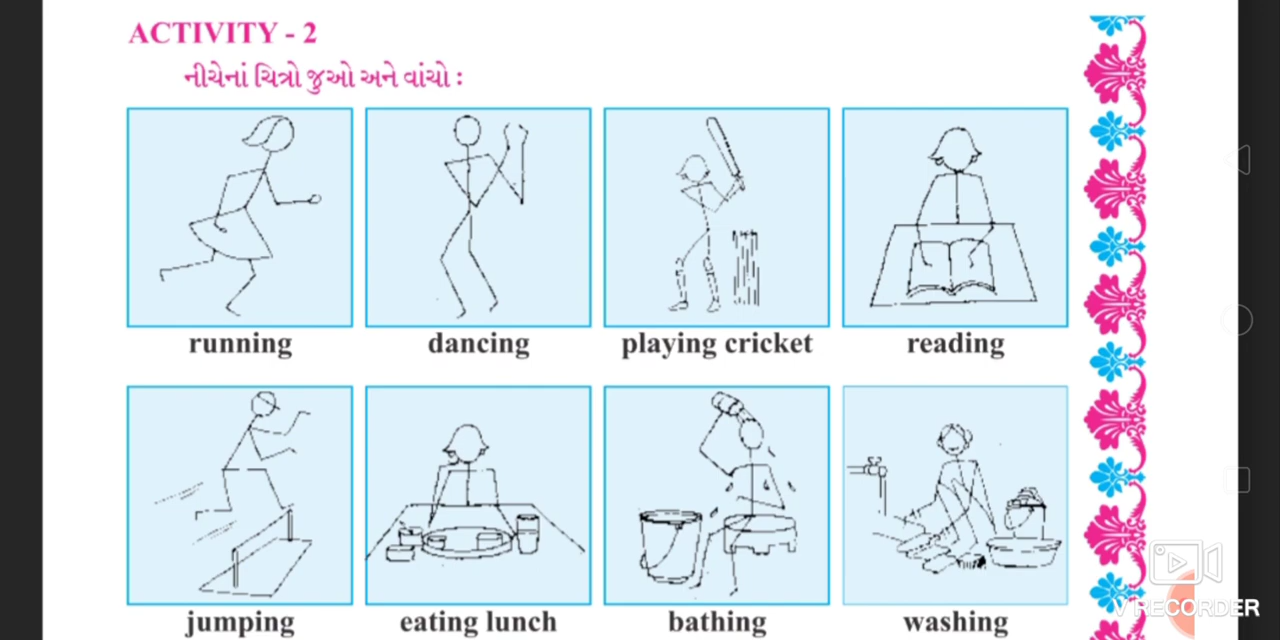 ACTIVITY - 2
નીચેનાં ચિત્રો જુઓ અને વાંચો :
running dancing playing cricket reading
jumping eating lunch bathing washing
V RECORDER